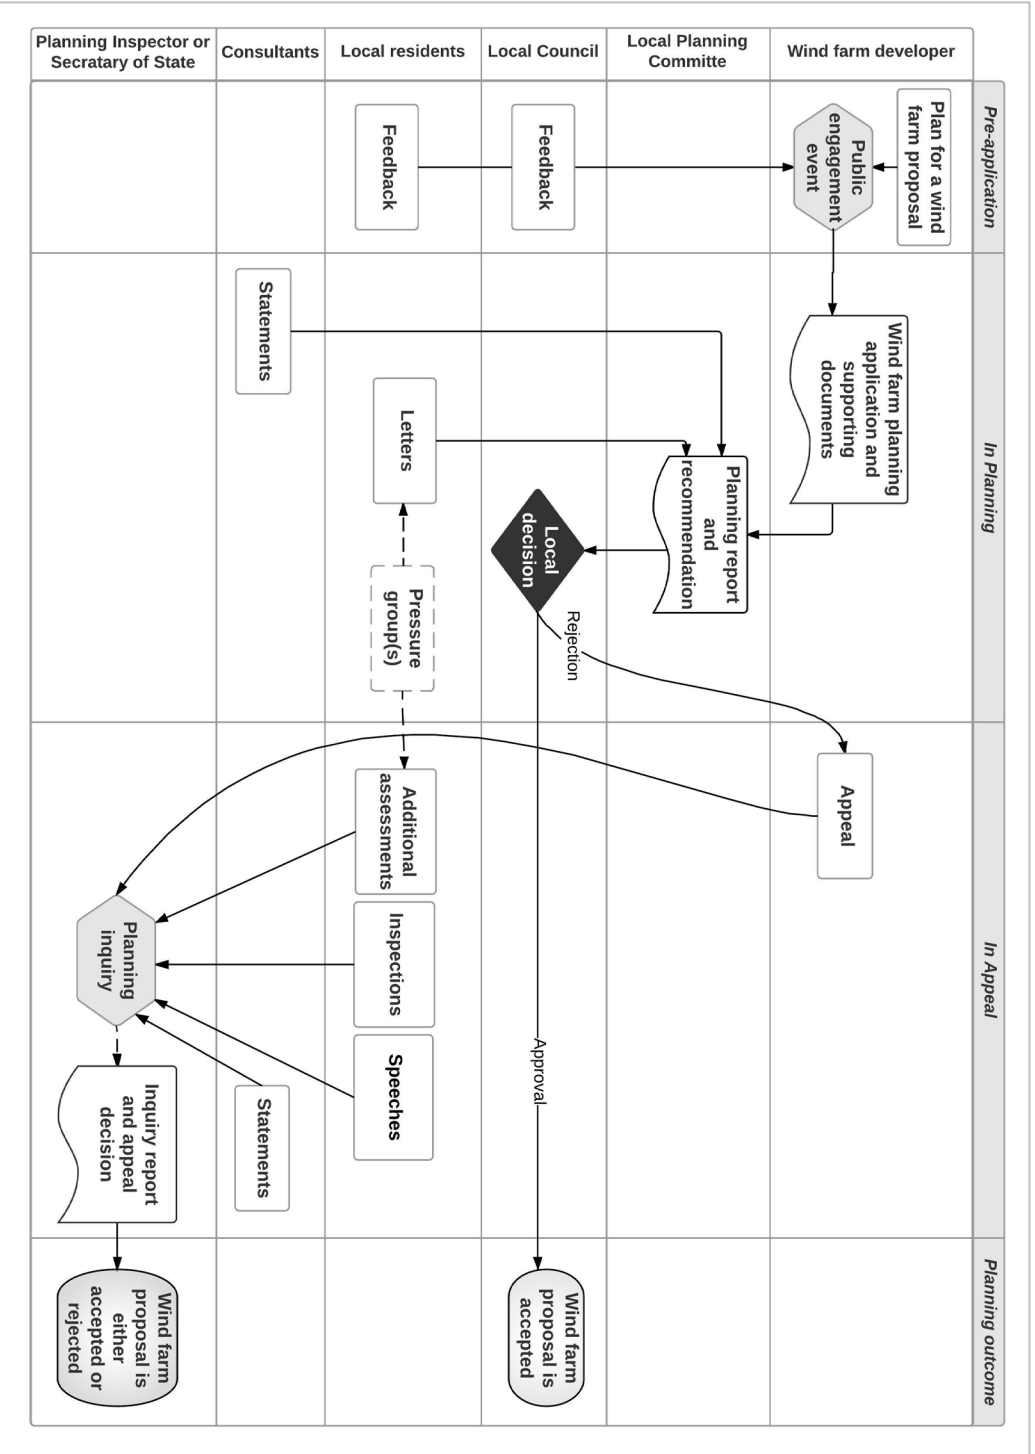 Planning Inspector or
Secratary of State
Consultants
Local residents
Local Council
Local Planning
Committe
Wind farm developer
Pre-application
Plan for a wind
farm proposal
Public
engagement
event
Feedback
Feedback
In Planning
Wind farm planning
application and
supporting
documents
Statements
Letters
Planning report
and
recommendation
Local
decision
Pressure
group(s)
Rejection
In Appeal
Appeal
Additional
assessments
Inspections
Speeches
Statements
Planning
inquiry
Approval
Inquiry report
and appeal
decision
Planning outcome
Wind farm
proposal is
accepted
Wind farm
proposal is
either
accepted or
rejected